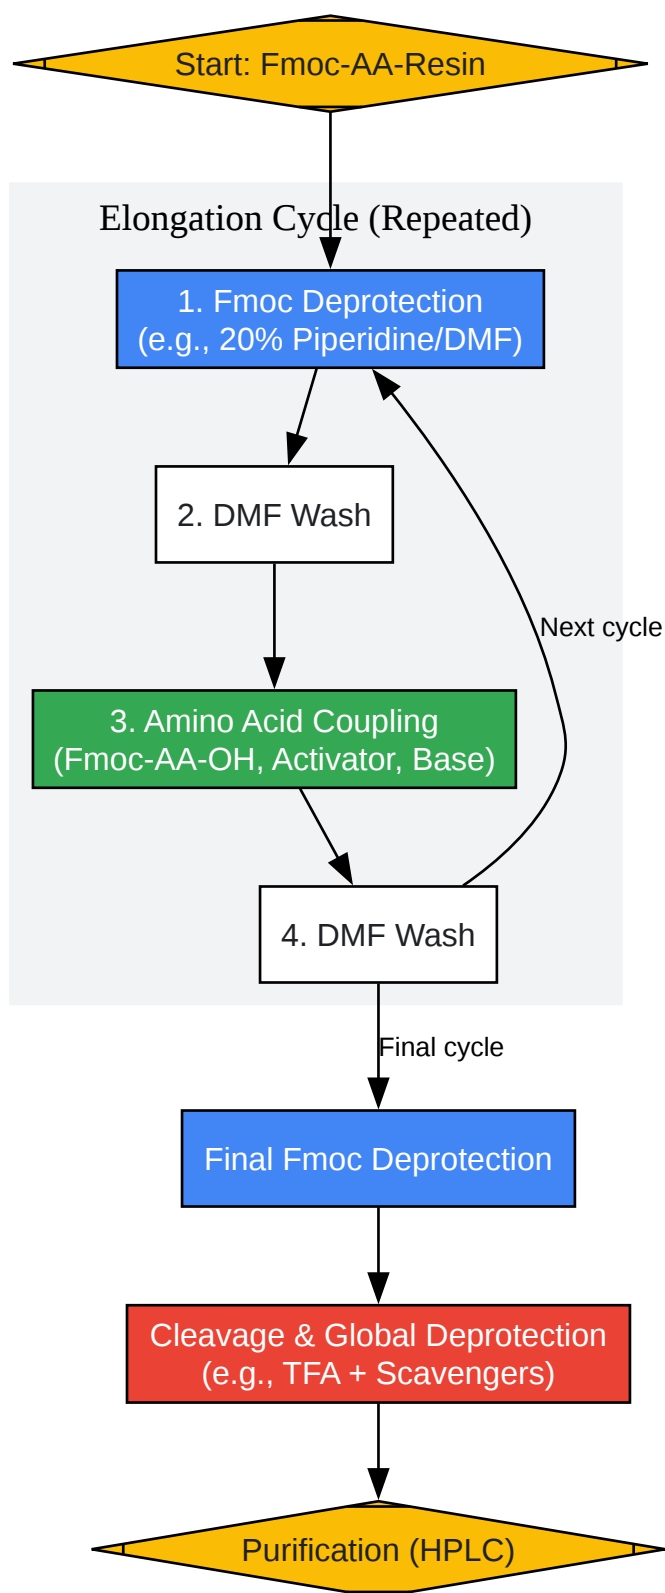 Start: Fmoc-AA-Resin
Elongation Cycle (Repeated)
1. Fmoc Deprotection
(e.g., 20% Piperidine/DMF)
2. DMF Wash
Next cycle
3. Amino Acid Coupling
(Fmoc-AA-OH, Activator, Base)
4. DMF Wash
Final cycle
Final Fmoc Deprotection
Cleavage & Global Deprotection
(e.g., TFA + Scavengers)
Purification (HPLC)